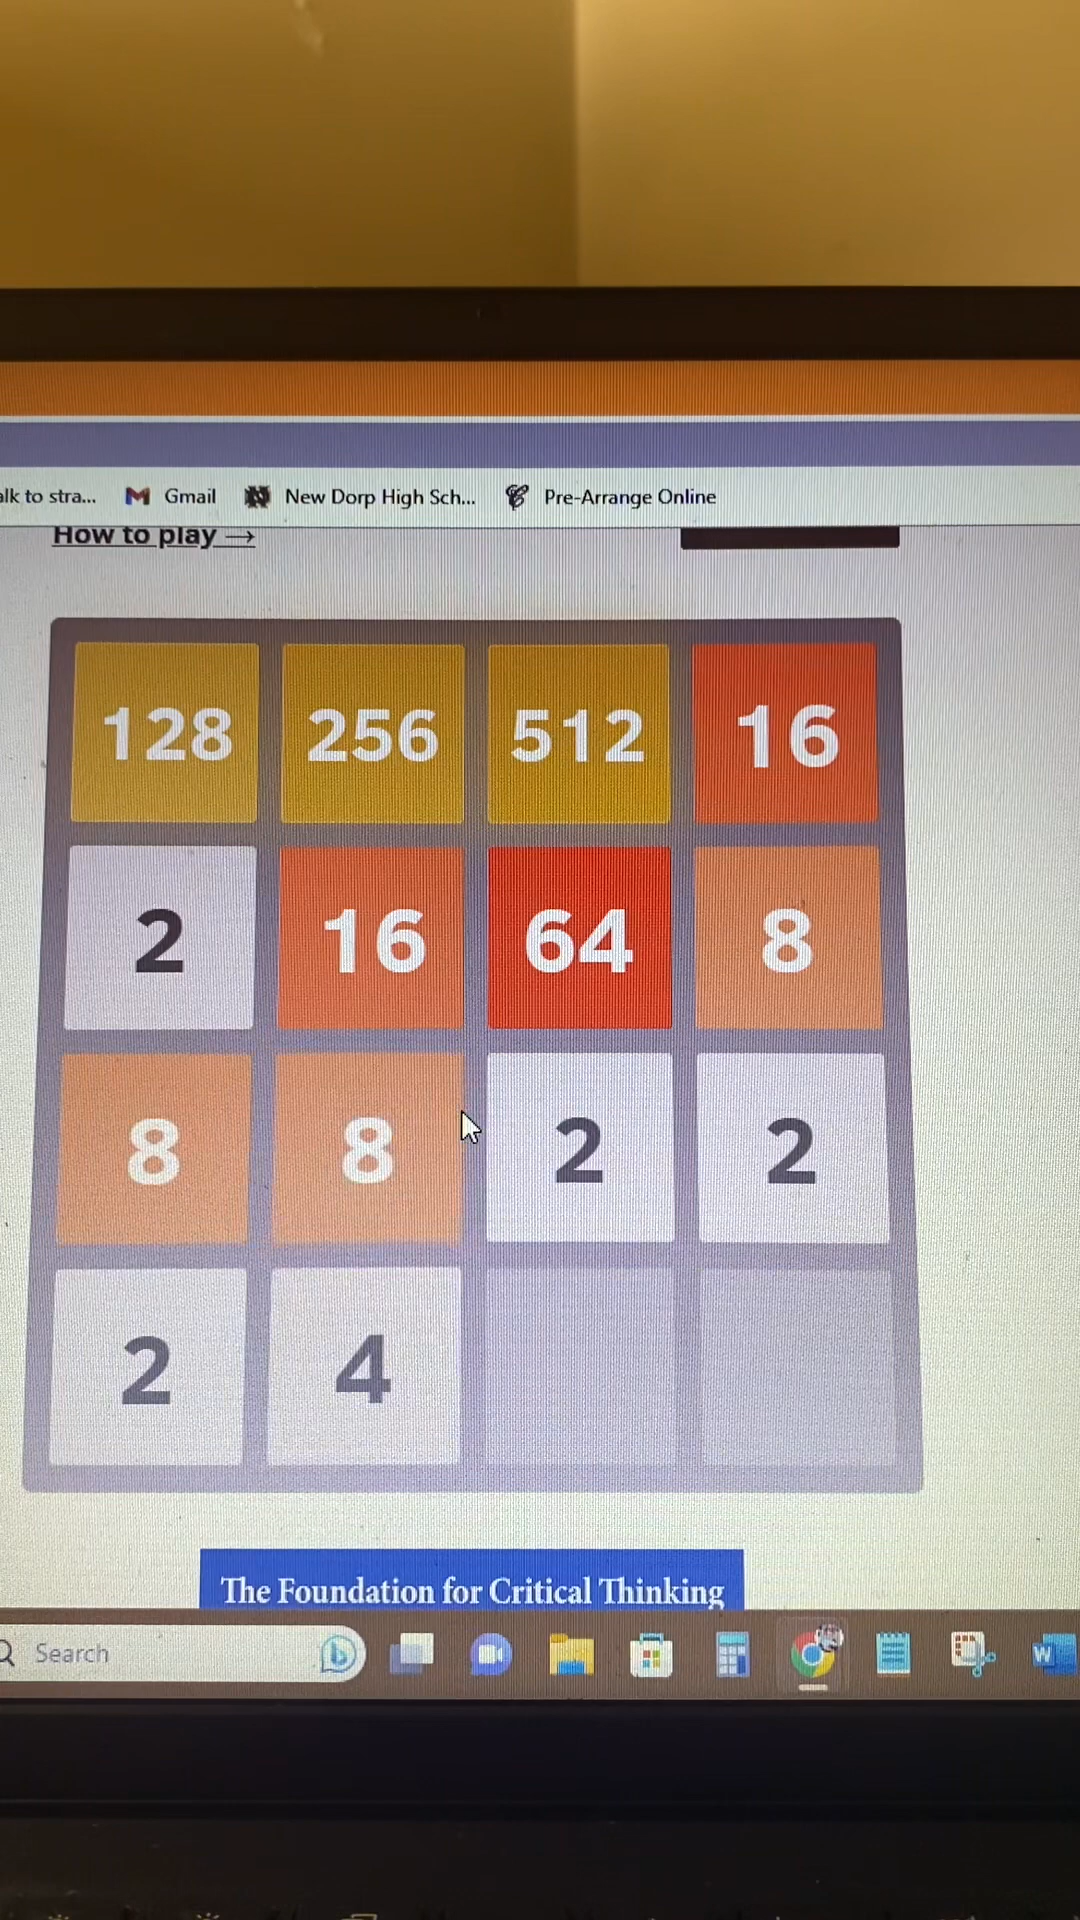 alk to stra... Gmail New Dorp High Sch... Pre-Arrange Online
How to play →
128 256 512 16
2 16 64 8
8 8 2 2
2 4
The Foundation for Critical Thinking
Search
W